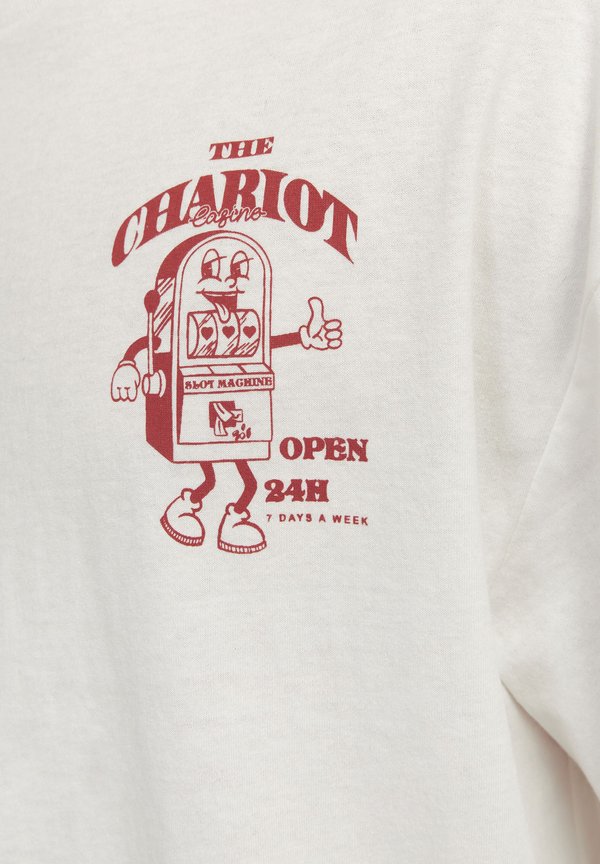 THE
CHARIOT
Casino
SLOT MACHINE
OPEN
24H
7 DAYS A WEEK